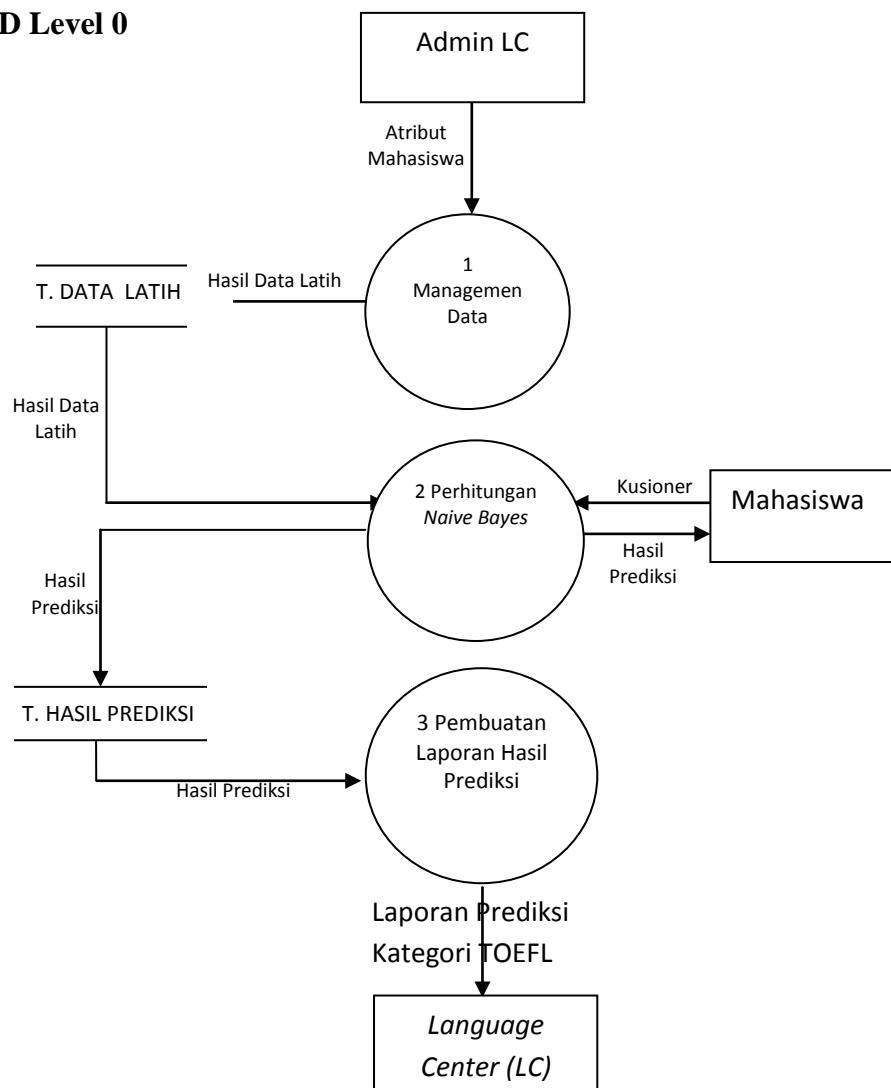 D Level 0
Admin LC
Atribut
Mahasiswa
1
Managemen
Data
Hasil Data Latih
T. DATA LATIH
Hasil Data
Latih
2 Perhitungan
Naive Bayes
Kusioner
Mahasiswa
Hasil
Prediksi
Hasil
Prediksi
T. HASIL PREDIKSI
3 Pembuatan
Laporan Hasil
Prediksi
Hasil Prediksi
Laporan Prediksi
Kategori TOEFL
Language
Center (LC)